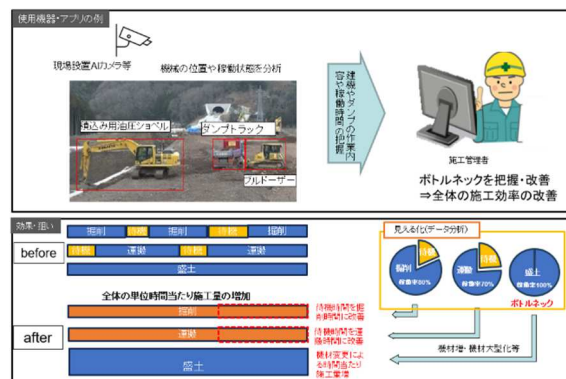 使用機器・アプリの例
現場設置AIカメラ等
機械の位置や稼働状態を分析
積込み用油圧ショベル
ダンプトラック
ブルドーザー
建機やダンプの作業内
容や稼働時間の把握
施工管理者
ボトルネックを把握・改善
⇒全体の施工効率の改善
効果・狙い
before
掘削
待機
掘削
待機
掘削
待機
運搬
待機
運搬
盛土
全体の単位時間当たり施工量の増加
after
掘削
待機時間を掘
削時間に改善
運搬
待機時間を運
搬時間に改善
盛土
機材変更によ
る時間当たり
施工量増
見える化(データ分析)
掘削
待機
稼働率80%
運搬
待機
稼働率70%
盛土
稼働率100%
ボトルネック
機材増・機材大型化等